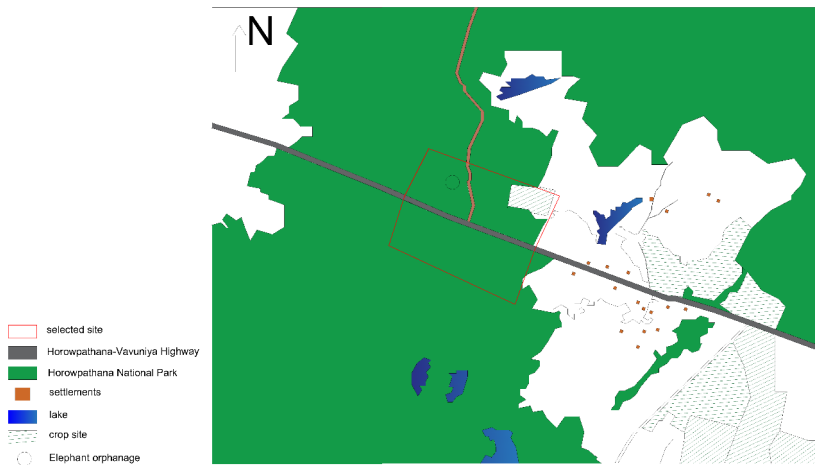 N
selected site
Horowpathana-Vavuniya Highway
Horowpathana National Park
settlements
lake
crop site
Elephant orphanage